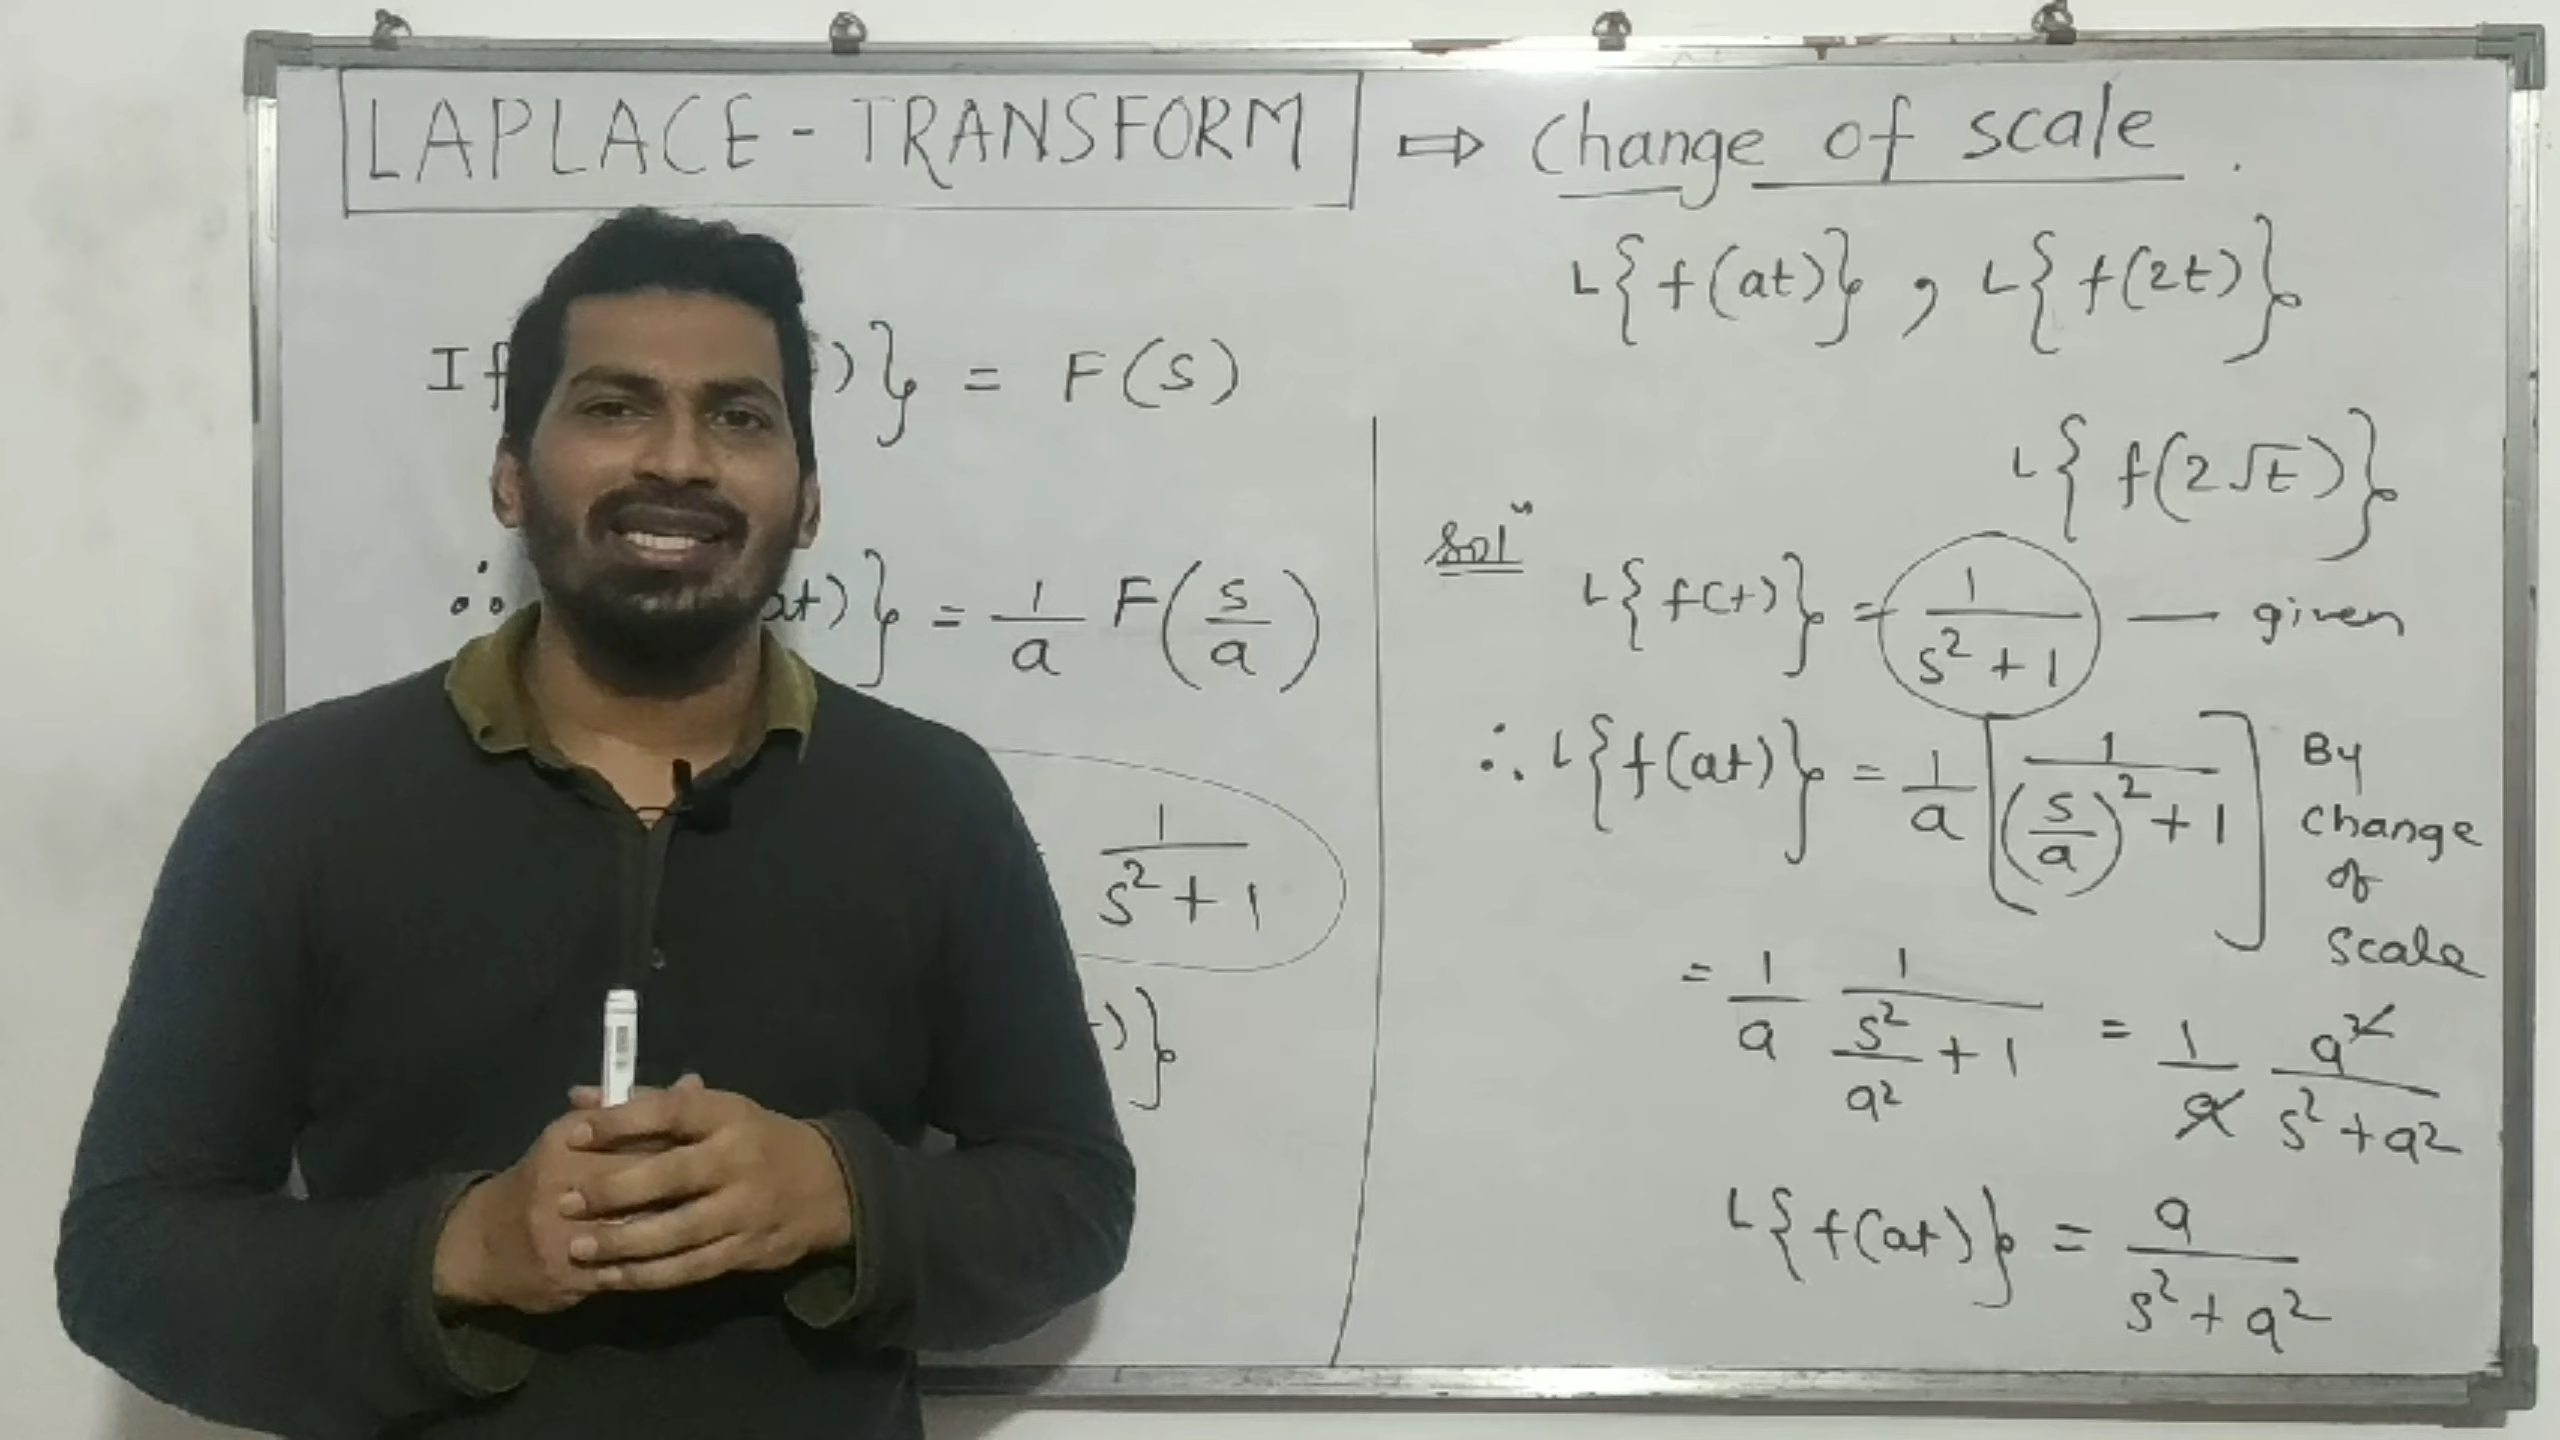 LAPLACE - TRANSFORM ⇒ change of scale.
L{f(at)}, L{f(2t)}
L{f(2√t)}
If )} = F(s)
∴ at)} = 1/a F(s/a)
1/(s²+1)
)}
Solⁿ
L{f(t)} = 1/(s²+1) — given
∴ L{f(at)} = 1/a [1/((s/a)²+1)] By change of scale
= 1/a 1/(s²/a²+1) = 1/a a²/(s²+a²)
L{f(at)} = a/(s²+a²)